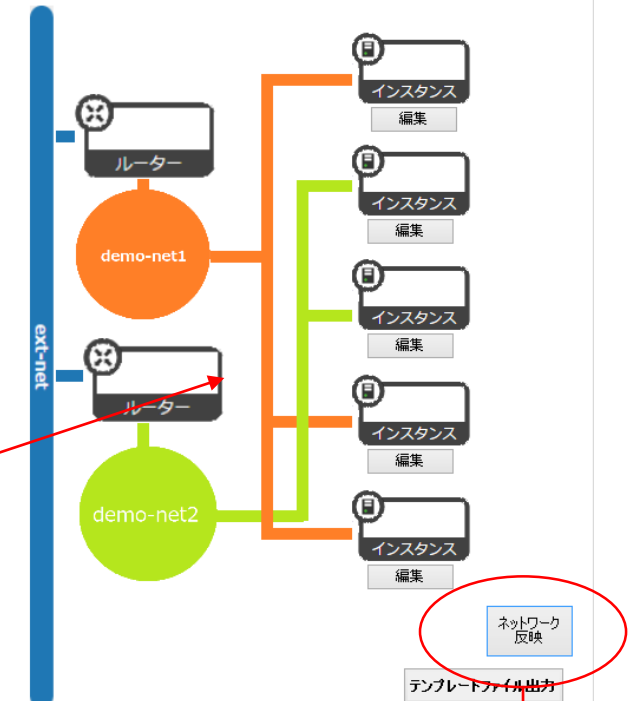 インスタンス
編集
ルーター
インスタンス
編集
demo-net1
インスタンス
ext-net
編集
ルーター
インスタンス
編集
demo-net2
インスタンス
編集
ネットワーク
反映
テンプレートファイル出力